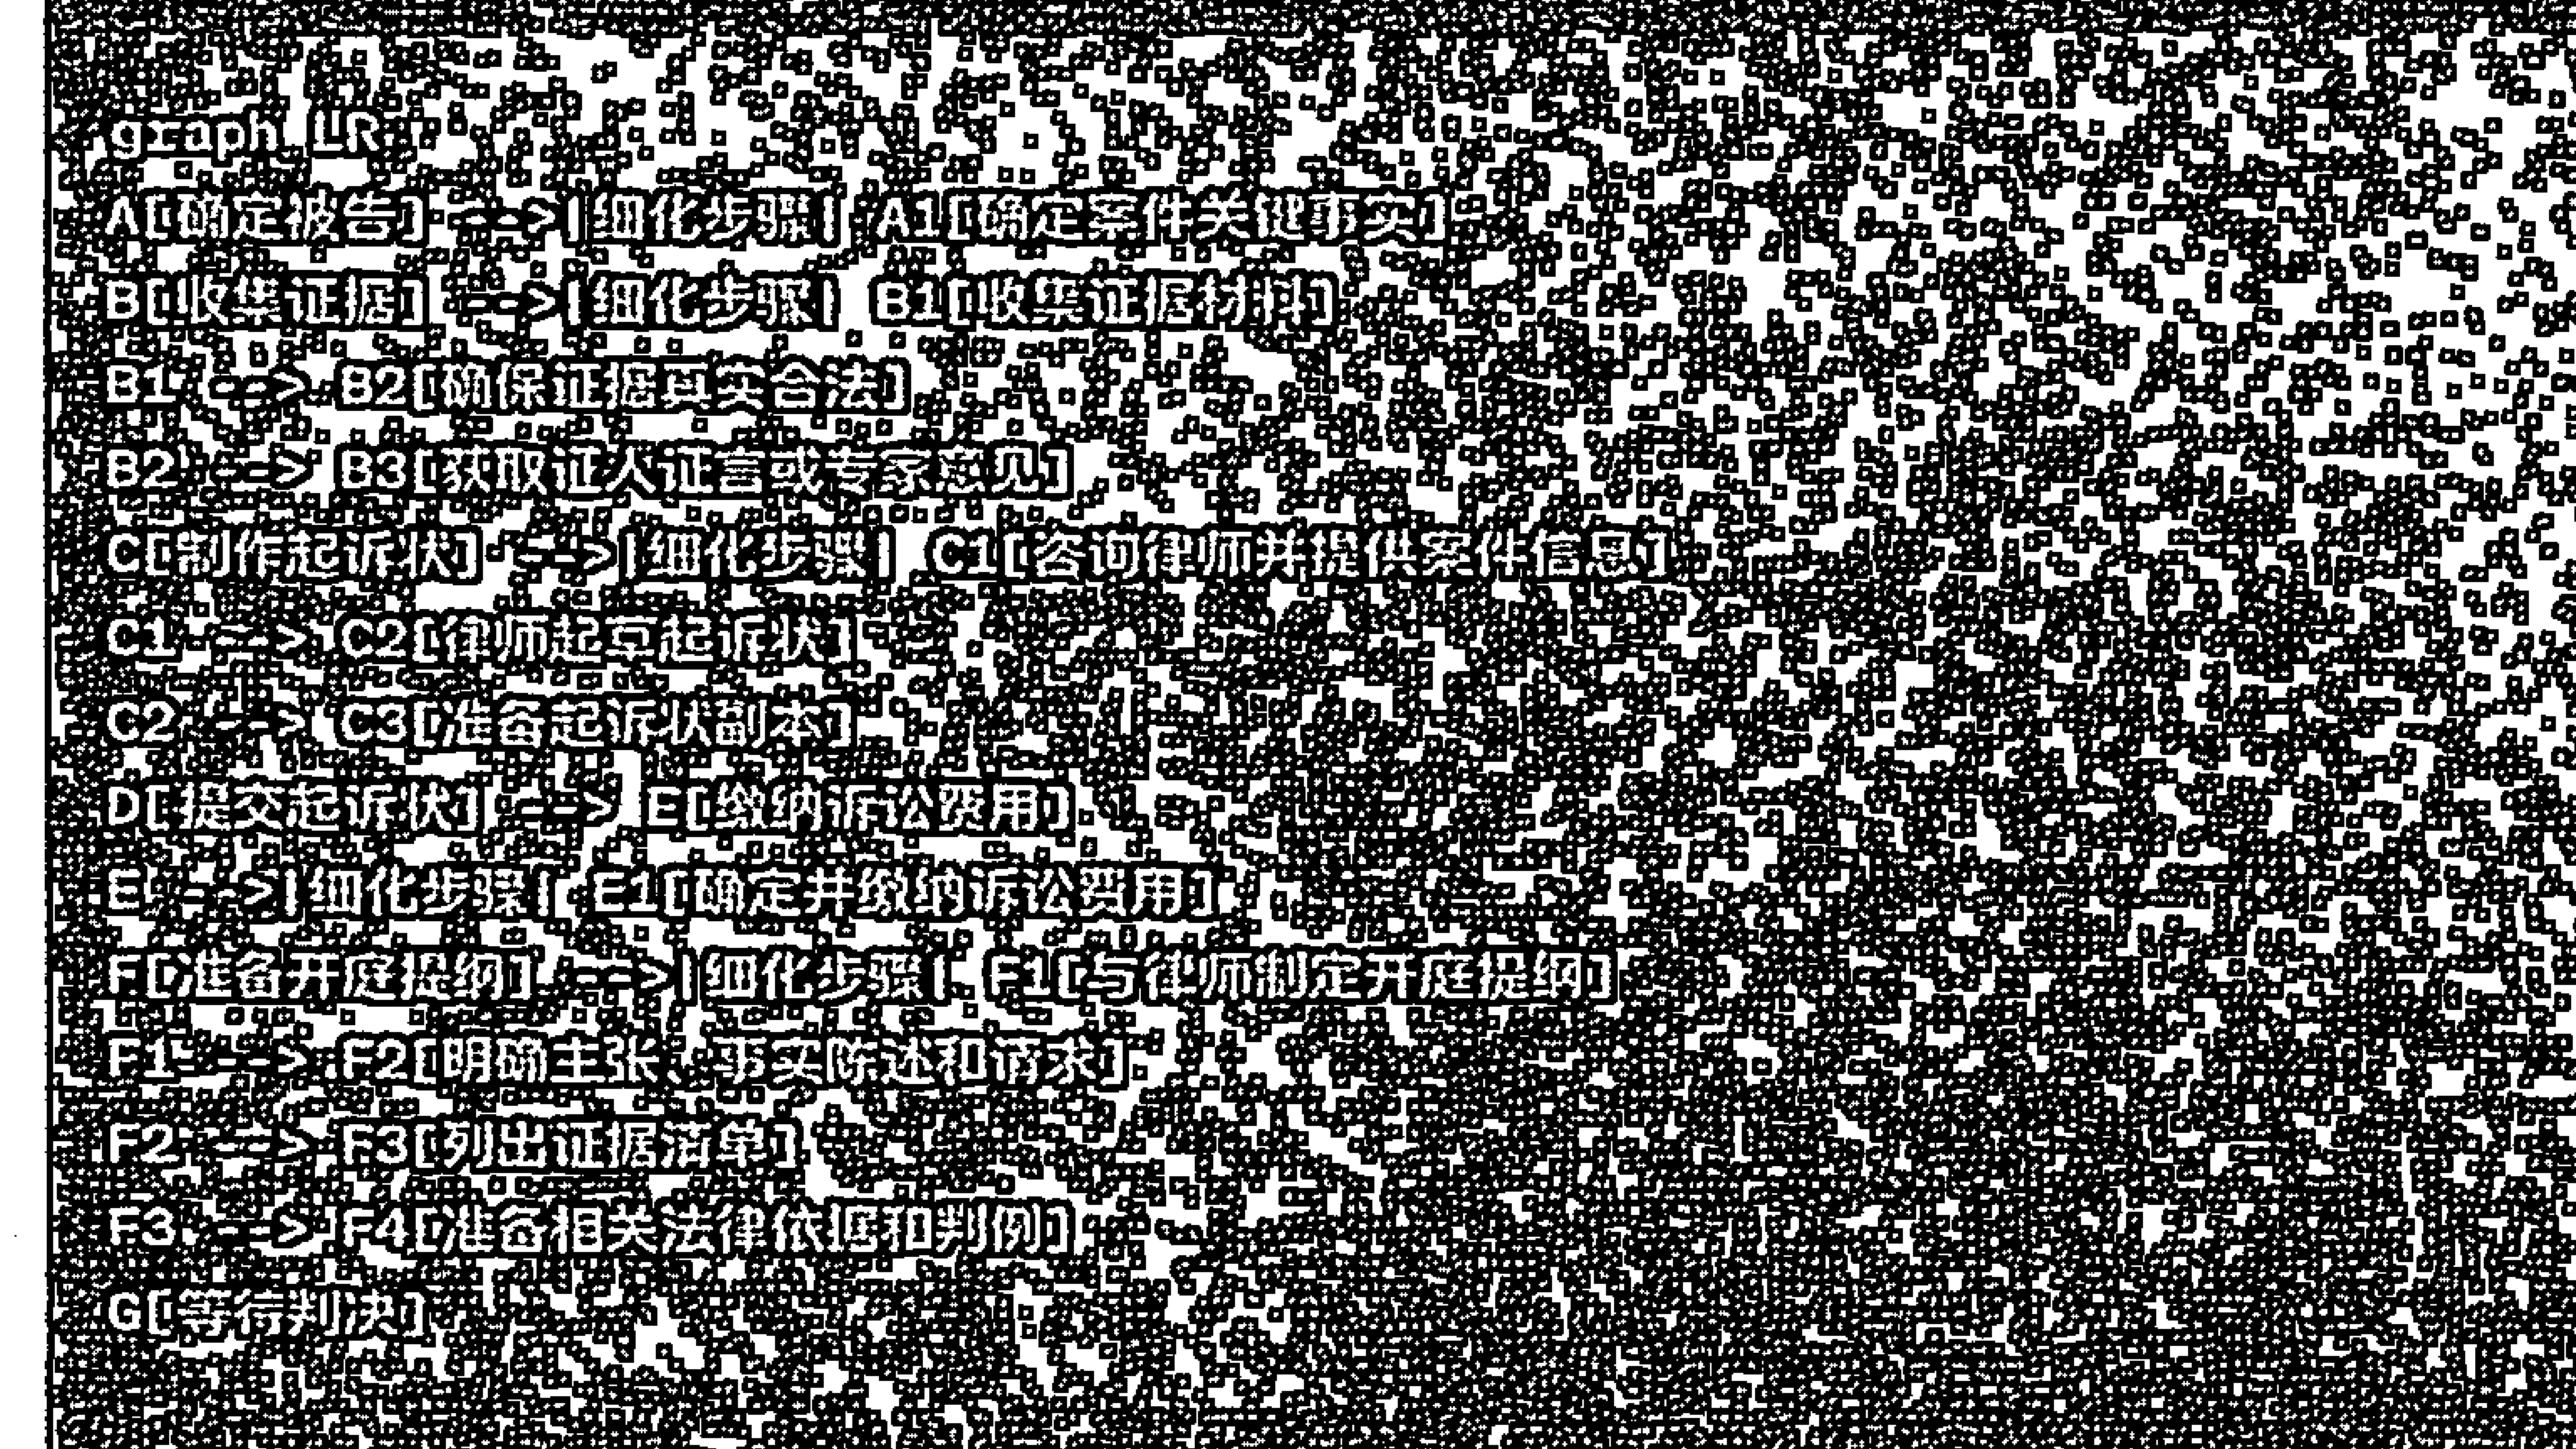 graph LR
A[确定被告] -->|细化步骤| A1[确定案件关键事实]
B[收集证据] -->|细化步骤| B1[收集证据材料]
B1 --> B2[确保证据真实合法]
B2 --> B3[获取证人证言或专家意见]
C[制作起诉状] -->|细化步骤| C1[咨询律师并提供案件信息]
C1 --> C2[律师起草起诉状]
C2 --> C3[准备起诉状副本]
D[提交起诉状] --> E[缴纳诉讼费用]
E -->|细化步骤| E1[确定并缴纳诉讼费用]
F[准备开庭提纲] -->|细化步骤| F1[与律师制定开庭提纲]
F1 --> F2[明确主张、事实陈述和请求]
F2 --> F3[列出证据清单]
F3 --> F4[准备相关法律依据和判例]
G[等待判决]